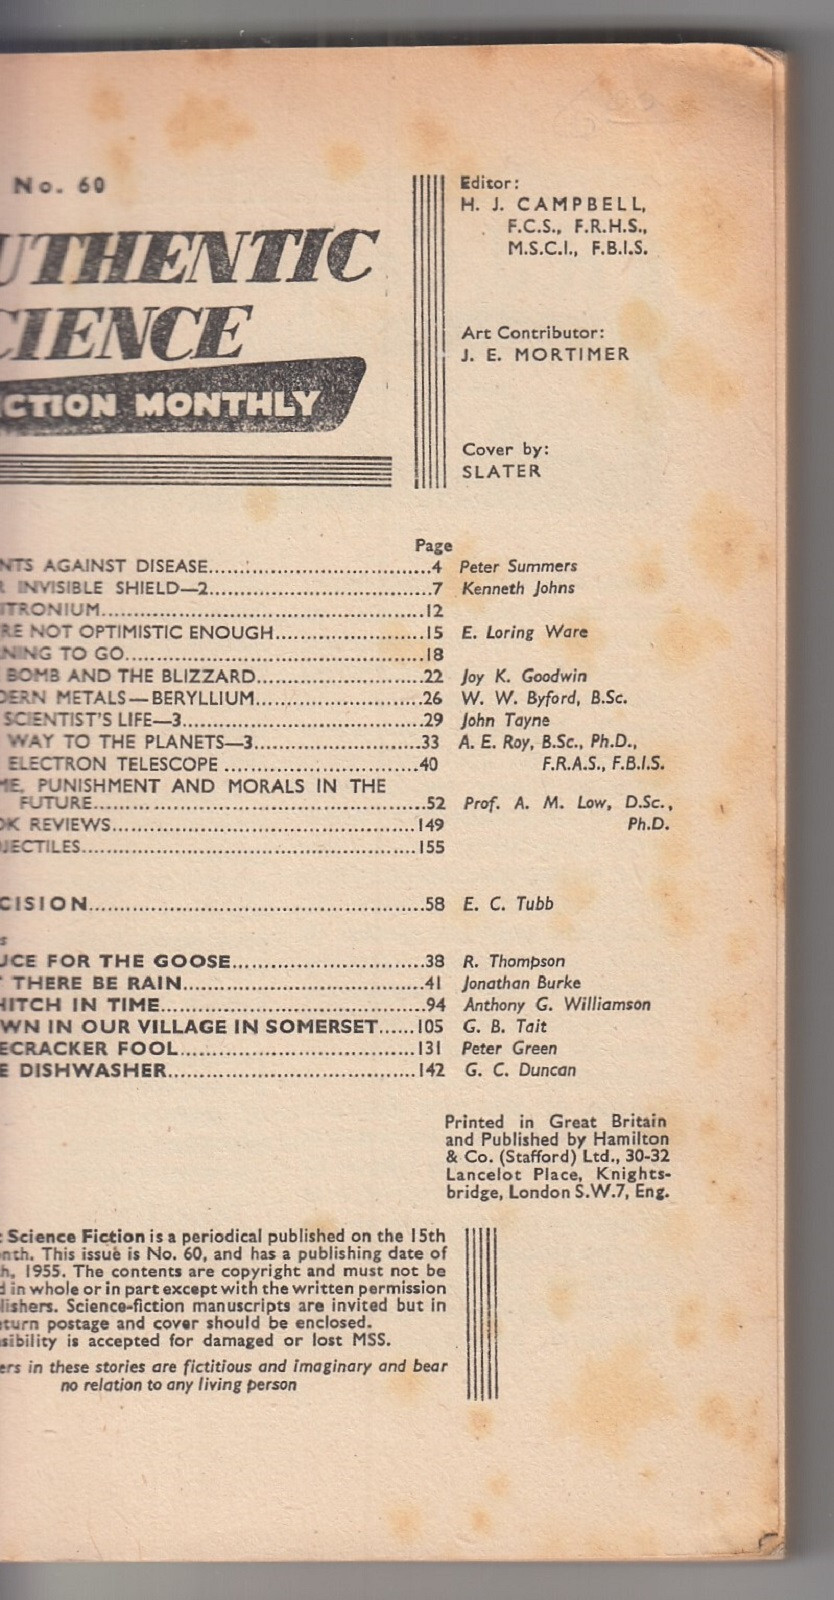 No. 60
UTHENTIC
CIENCE
CTION MONTHLY
Editor:
H. J. CAMPBELL,
F.C.S., F.R.H.S.,
M.S.C.I., F.B.I.S.
Art Contributor:
J. E. MORTIMER
Cover by:
SLATER
Page
NTS AGAINST DISEASE 4 Peter Summers
R INVISIBLE SHIELD—2 7 Kenneth Johns
ITRONIUM 12
RE NOT OPTIMISTIC ENOUGH 15 E. Loring Ware
NING TO GO 18
BOMB AND THE BLIZZARD 22 Joy K. Goodwin
DERN METALS—BERYLLIUM 26 W. W. Byford, B.Sc.
SCIENTIST'S LIFE—3 29 John Tayne
WAY TO THE PLANETS—3 33 A. E. Roy, B.Sc., Ph.D.,
ELECTRON TELESCOPE 40 F.R.A.S., F.B.I.S.
ME, PUNISHMENT AND MORALS IN THE
FUTURE 52 Prof. A. M. Low, D.Sc.,
OK REVIEWS 149 Ph.D.
JECTILES 155
CISION 58 E. C. Tubb
s
UCE FOR THE GOOSE 38 R. Thompson
T THERE BE RAIN 41 Jonathan Burke
HITCH IN TIME 94 Anthony G. Williamson
WN IN OUR VILLAGE IN SOMERSET 105 G. B. Tait
ECRACKER FOOL 131 Peter Green
E DISHWASHER 142 G. C. Duncan
Printed in Great Britain
and Published by Hamilton
& Co. (Stafford) Ltd., 30-32
Lancelot Place, Knights-
bridge, London S.W.7, Eng.
: Science Fiction is a periodical published on the 15th
nth. This issue is No. 60, and has a publishing date of
h, 1955. The contents are copyright and must not be
d in whole or in part except with the written permission
lishers. Science-fiction manuscripts are invited but in
eturn postage and cover should be enclosed.
sibility is accepted for damaged or lost MSS.
ers in these stories are fictitious and imaginary and bear
no relation to any living person